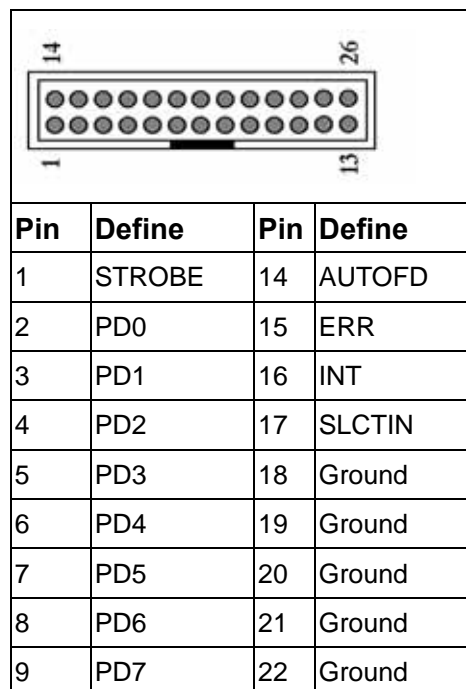 14 26
1 13
Pin Define Pin Define
1 STROBE 14 AUTOFD
2 PD0 15 ERR
3 PD1 16 INT
4 PD2 17 SLCTIN
5 PD3 18 Ground
6 PD4 19 Ground
7 PD5 20 Ground
8 PD6 21 Ground
9 PD7 22 Ground